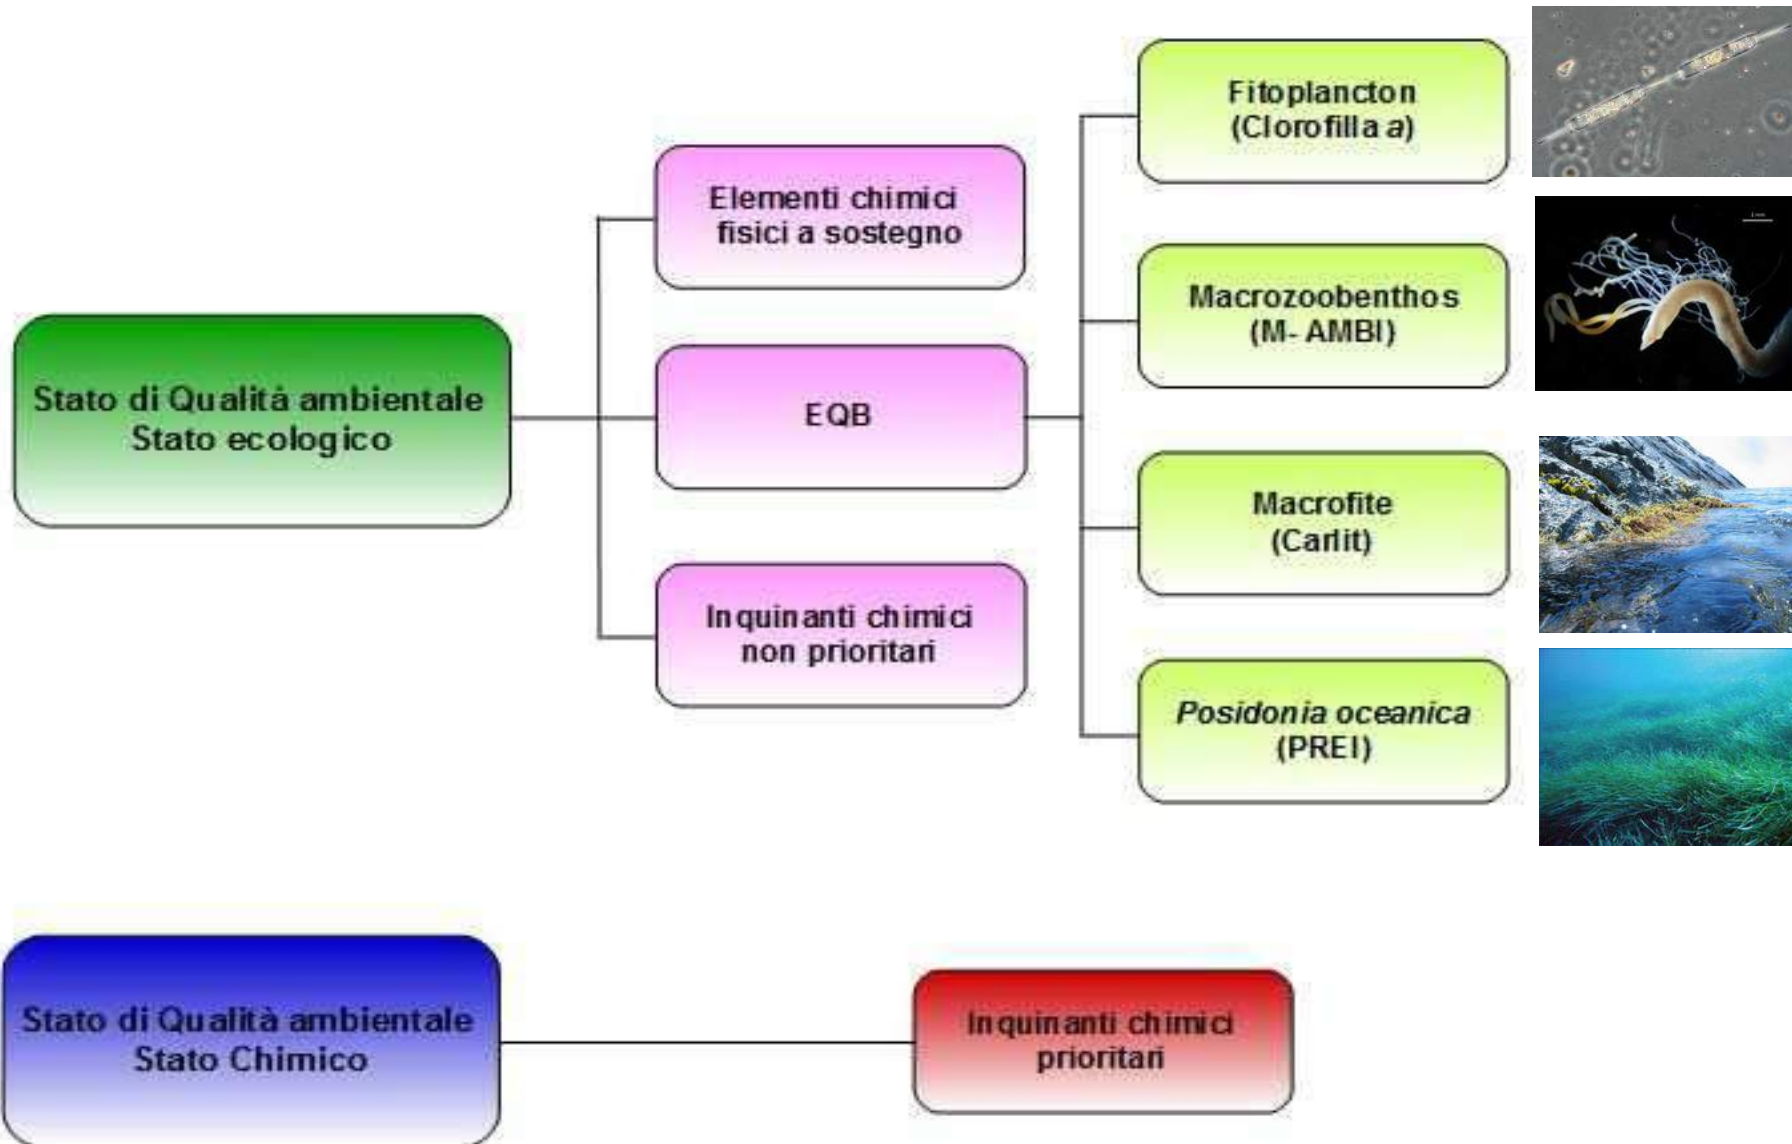 Stato di Qualità ambientale
Stato ecologico
Elementi chimici
fisici a sostegno
EQB
Inquinanti chimici
non prioritari
Fitoplancton
(Clorofilla a)
Macrozoobenthos
(M- AMBI)
Macrofite
(Carlit)
Posidonia oceanica
(PREI)
Stato di Qualità ambientale
Stato Chimico
Inquinanti chimici
prioritari